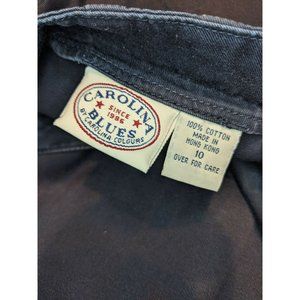 CAROLINA
SINCE
1986
BLUES
BY CAROLINA COLOURS
100% COTTON
MADE IN
HONG KONG
10
OVER FOR CARE